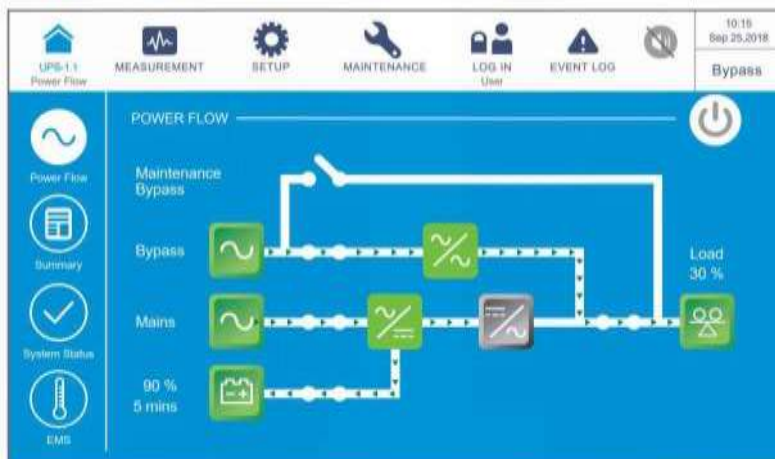 UPS-1.1
Power Flow
MEASUREMENT
SETUP
MAINTENANCE
LOG IN
User
EVENT LOG
10:15
Sep 25,2018
Bypass
POWER FLOW
Power Flow
Summary
System Status
EMS
Maintenance
Bypass
Bypass
Mains
90 %
5 mins
Load
30 %